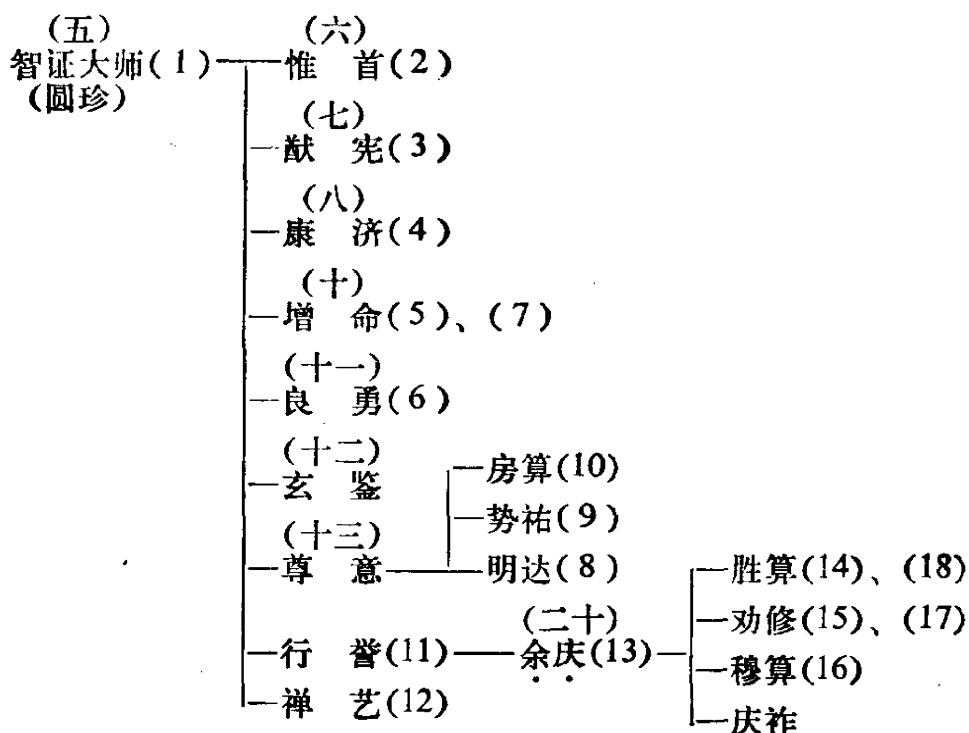 (五) (六)
智证大师(1) 惟 首(2)
(圆珍)
(七)
猷 宪(3)
(八)
康 济(4)
(十)
增 命(5)、(7)
(十一)
良 勇(6)
(十二)
房算(10)
玄 鉴
势祐(9)
(十三)
尊 意 明达(8) 胜算(14)、(18)
(二十) 劝修(15)、(17)
行 誉(11) 余庆(13)
穆算(16)
禅 艺(12)
庆祚